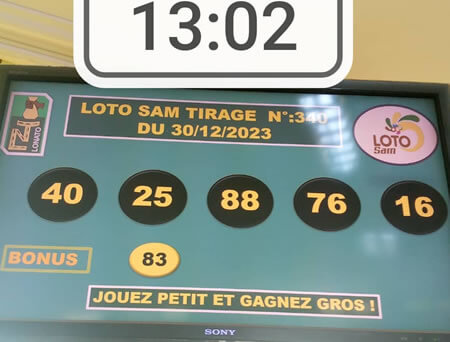 13:02
LOTO SAM TIRAGE N°:340
DU 30/12/2023
LONATO
LOTO
Sam
40 25 88 76 16
BONUS 83
JOUEZ PETIT ET GAGNEZ GROS !
SONY